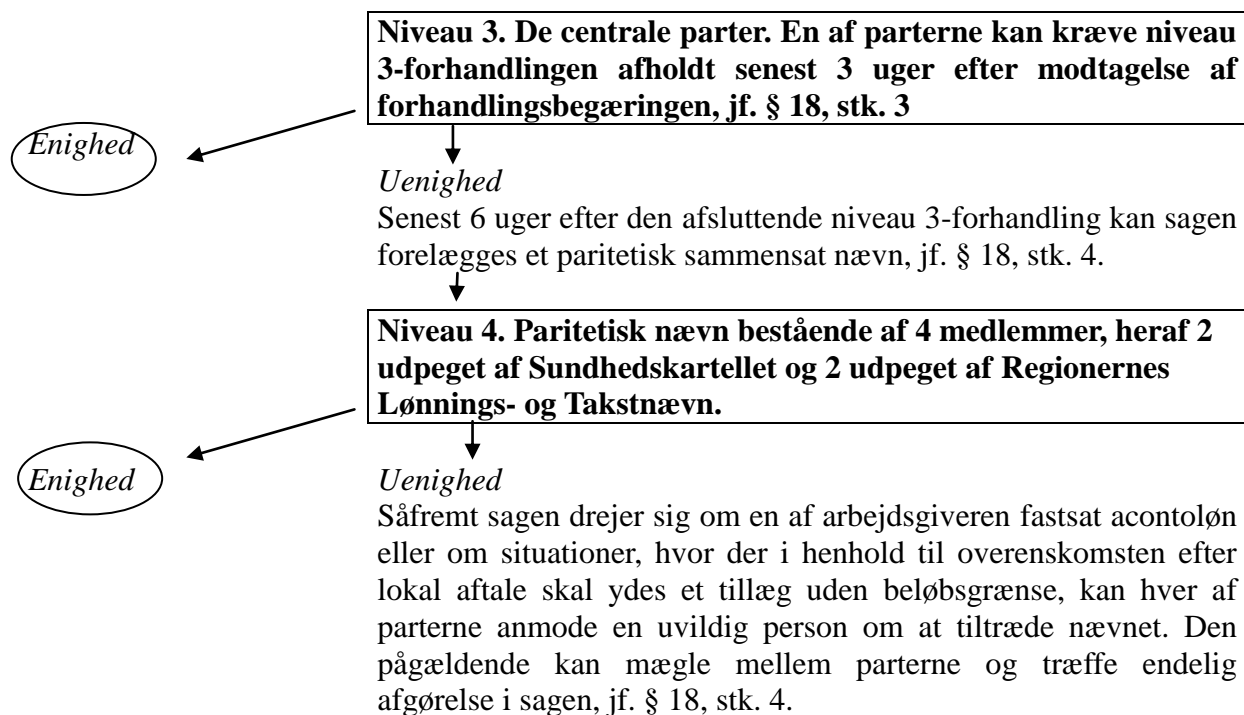 Niveau 3. De centrale parter. En af parterne kan kræve niveau
3-forhandlingen afholdt senest 3 uger efter modtagelse af
forhandlingsbegæringen, jf. § 18, stk. 3
Enighed
Uenighed
Senest 6 uger efter den afsluttende niveau 3-forhandling kan sagen
forelægges et paritetisk sammensat nævn, jf. § 18, stk. 4.
Niveau 4. Paritetisk nævn bestående af 4 medlemmer, heraf 2
udpeget af Sundhedskartellet og 2 udpeget af Regionernes
Lønnings- og Takstnævn.
Enighed
Uenighed
Såfremt sagen drejer sig om en af arbejdsgiveren fastsat acontoløn
eller om situationer, hvor der i henhold til overenskomsten efter
lokal aftale skal ydes et tillæg uden beløbsgrænse, kan hver af
parterne anmode en uvildig person om at tiltræde nævnet. Den
pågældende kan mægle mellem parterne og træffe endelig
afgørelse i sagen, jf. § 18, stk. 4.